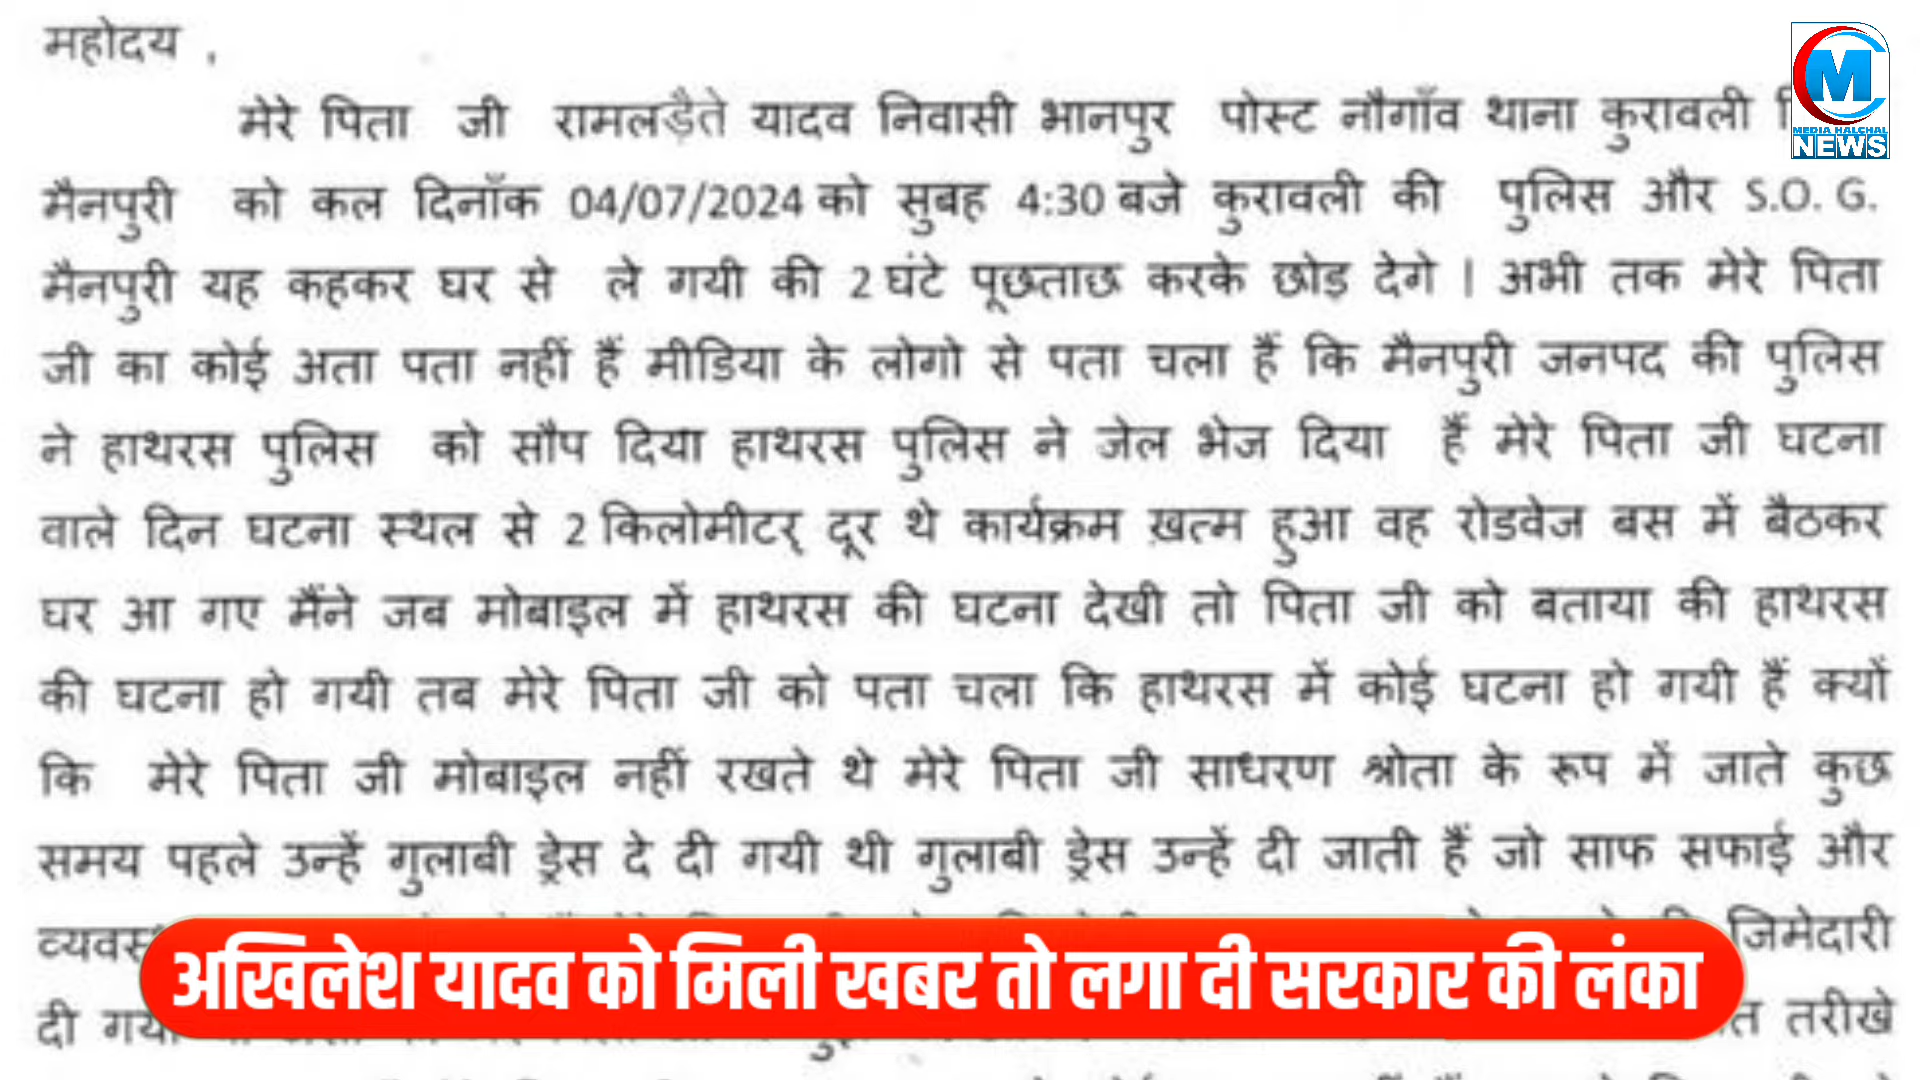 महोदय ,
मेरे पिता जी रामलड़ैते यादव निवासी भानपुर पोस्ट नौगाँव थाना कुरावली
मैनपुरी को कल दिनाँक 04/07/2024 को सुबह 4:30 बजे कुरावली की पुलिस और S.O. G.
मैनपुरी यह कहकर घर से ले गयी की 2 घंटे पूछताछ करके छोड देगे | अभी तक मेरे पिता
जी का कोई अता पता नहीं हैं मीडिया के लोगो से पता चला हैं कि मैनपुरी जनपद की पुलिस
ने हाथरस पुलिस को सौप दिया हाथरस पुलिस ने जेल भेज दिया हैं मेरे पिता जी घटना
वाले दिन घटना स्थल से 2 किलोमीटर् दूर थे कार्यक्रम ख़त्म हुआ वह रोडवेज बस में बैठकर
घर आ गए मैंने जब मोबाइल में हाथरस की घटना देखी तो पिता जी को बताया की हाथरस
की घटना हो गयी तब मेरे पिता जी को पता चला कि हाथरस में कोई घटना हो गयी हैं क्यों
कि मेरे पिता जी मोबाइल नहीं रखते थे मेरे पिता जी साधरण श्रोता के रूप में जाते कुछ
समय पहले उन्हें गुलाबी ड्रेस दे दी गयी थी गुलाबी ड्रेस उन्हें दी जाती हैं जो साफ सफाई और
जिमेदारी
दी तरीखे
अखिलेश यादव को मिली खबर तो लगा दी सरकार की लंका
MC
MEDIA HALCHAL
NEWS